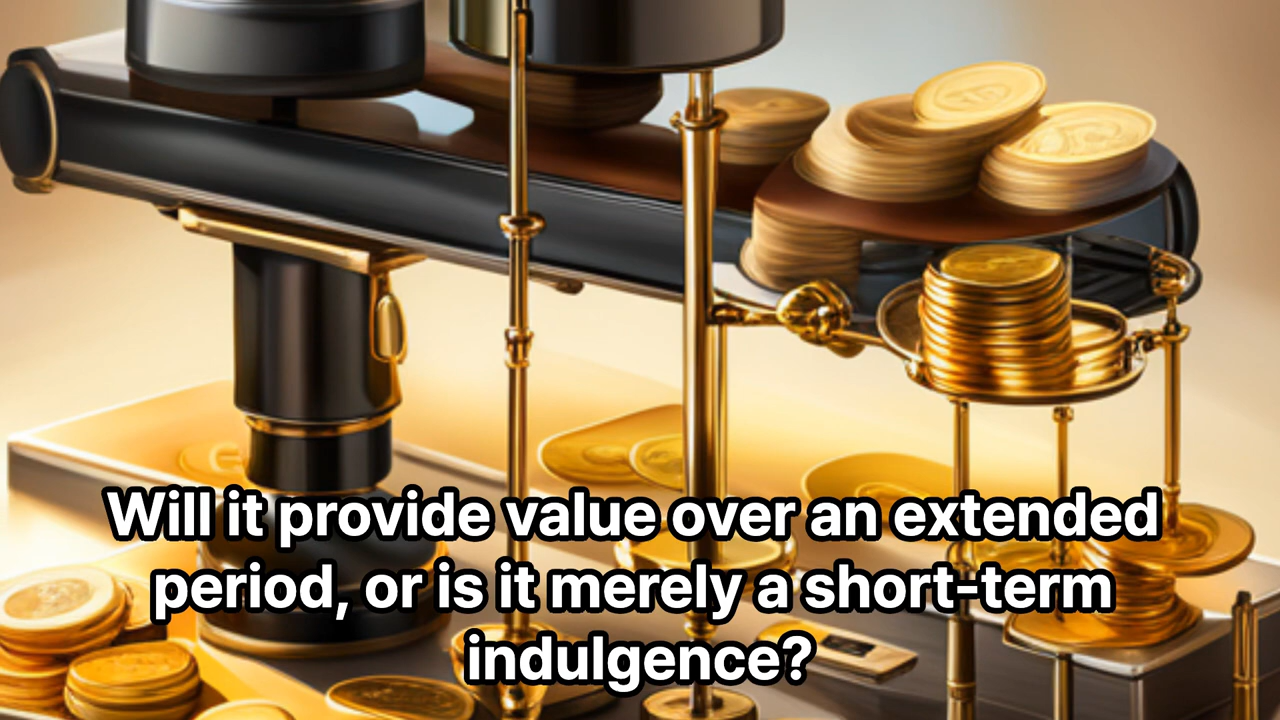 Will it provide value over an extended
period, or is it merely a short-term
indulgence?